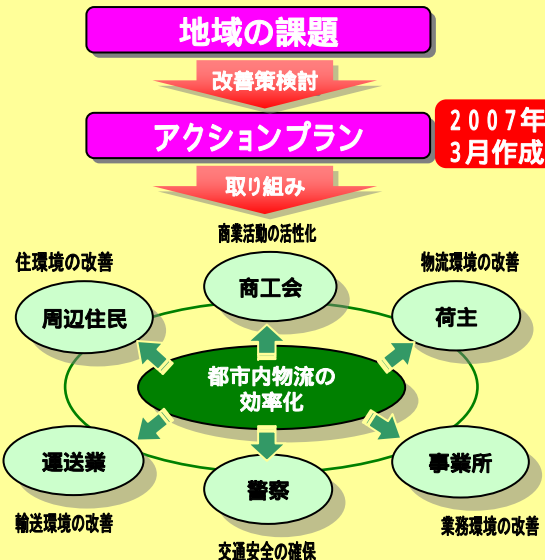 地域の課題
改善策検討
アクションプラン
2007年
3月作成
取り組み
商業活動の活性化
住環境の改善
物流環境の改善
商工会
周辺住民
荷主
都市内物流の
効率化
運送業
事業所
警察
輸送環境の改善
業務環境の改善
交通安全の確保